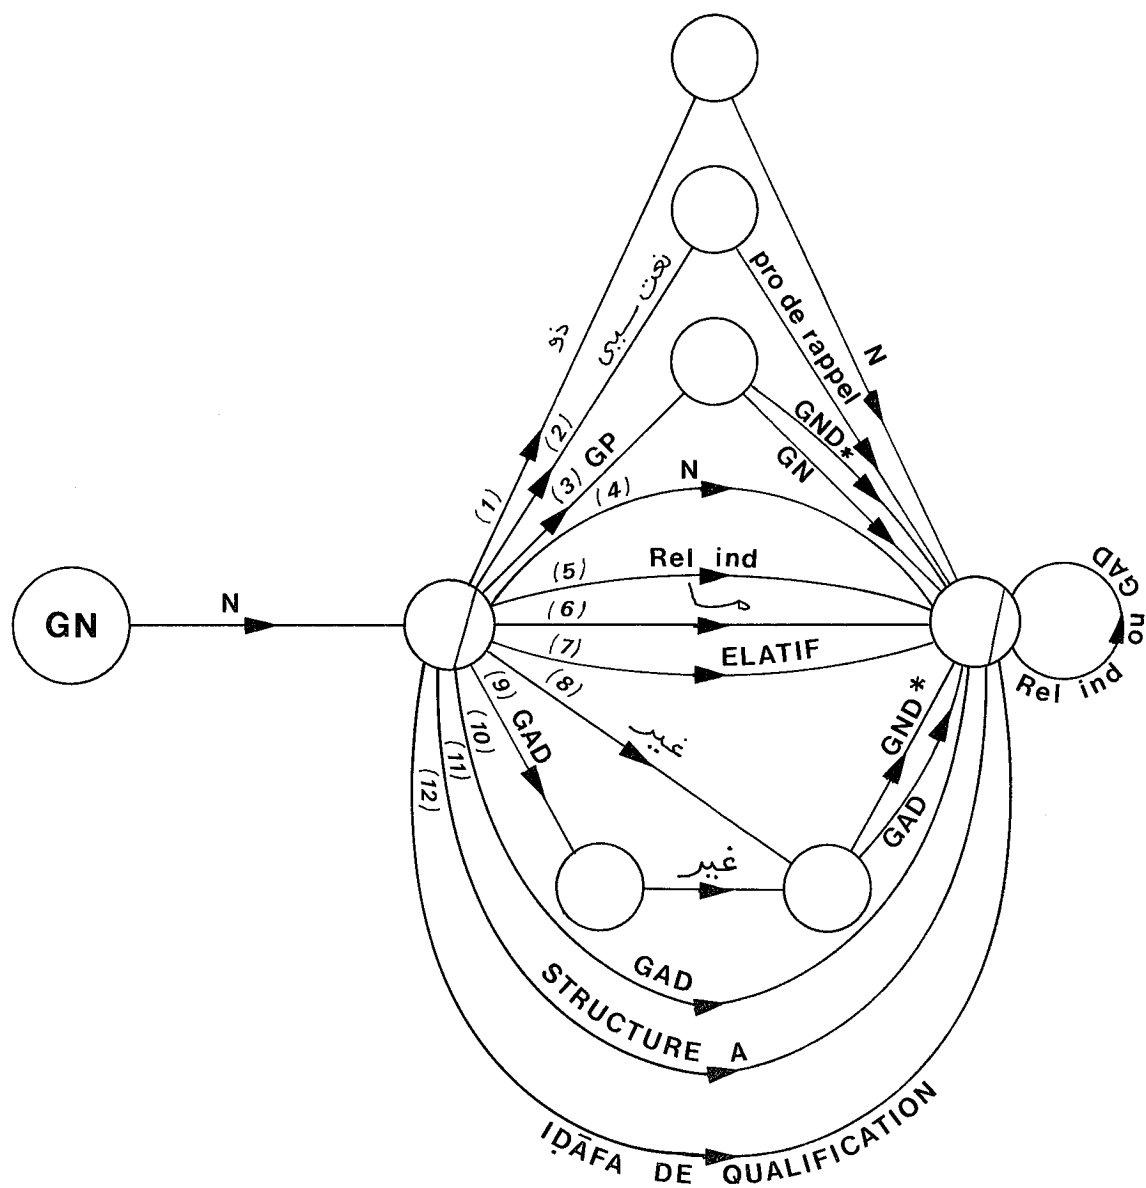 ذو
N
نعت سببى
pro de rappel
(1)
(2)
(3) GP
GND*
GN
(4)
N
GN
N
(5)
Rel ind
(6)
ما
(7)
ELATIF
(8)
غير
(9) GAD
غير
GND*
GAD
(10)
GAD
(11)
STRUCTURE A
(12)
IḌĀFA DE QUALIFICATION
GAD
ou
Rel ind